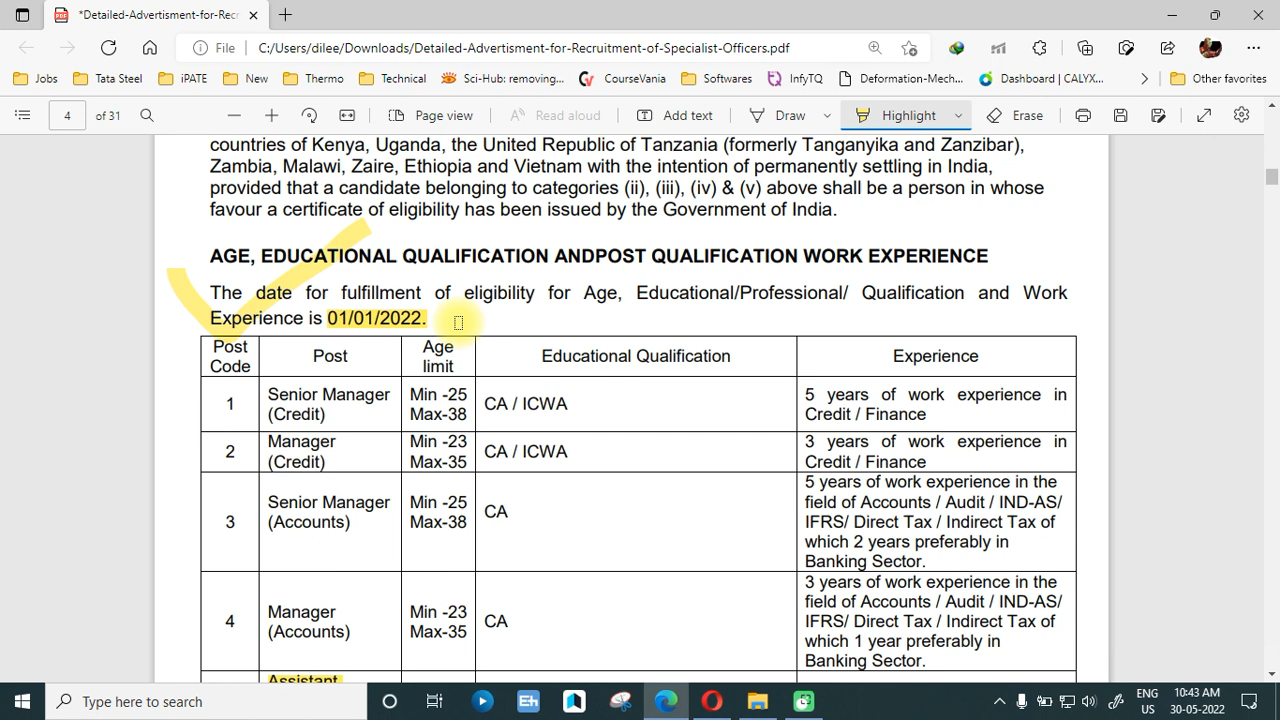 *Detailed-Advertisment-for-Recr
File
C:/Users/dilee/Downloads/Detailed-Advertisment-for-Recruitment-of-Specialist-Officers.pdf
Jobs
Tata Steel
iPATE
New
Thermo
Technical
Sci-Hub: removing...
CourseVania
Softwares
InfyTQ
Deformation-Mech...
Dashboard | CALYX...
Other favorites
4 of 31
Page view
Read aloud
Add text
Draw
Highlight
Erase
countries of Kenya, Uganda, the United Republic of Tanzania (formerly Tanganyika and Zanzibar),
Zambia, Malawi, Zaire, Ethiopia and Vietnam with the intention of permanently settling in India,
provided that a candidate belonging to categories (ii), (iii), (iv) & (v) above shall be a person in whose
favour a certificate of eligibility has been issued by the Government of India.
AGE, EDUCATIONAL QUALIFICATION ANDPOST QUALIFICATION WORK EXPERIENCE
The date for fulfillment of eligibility for Age, Educational/Professional/ Qualification and Work
Experience is 01/01/2022.
Post
Code
Post
Age
limit
Educational Qualification
Experience
1
Senior Manager
(Credit)
Min -25
Max-38
CA / ICWA
5 years of work experience in
Credit / Finance
2
Manager
(Credit)
Min -23
Max-35
CA / ICWA
3 years of work experience in
Credit / Finance
3
Senior Manager
(Accounts)
Min -25
Max-38
CA
5 years of work experience in the
field of Accounts / Audit / IND-AS/
IFRS/ Direct Tax / Indirect Tax of
which 2 years preferably in
Banking Sector.
4
Manager
(Accounts)
Min -23
Max-35
CA
3 years of work experience in the
field of Accounts / Audit / IND-AS/
IFRS/ Direct Tax / Indirect Tax of
which 1 year preferably in
Banking Sector.
Assistant
Type here to search
ENG
US
10:43 AM
30-05-2022